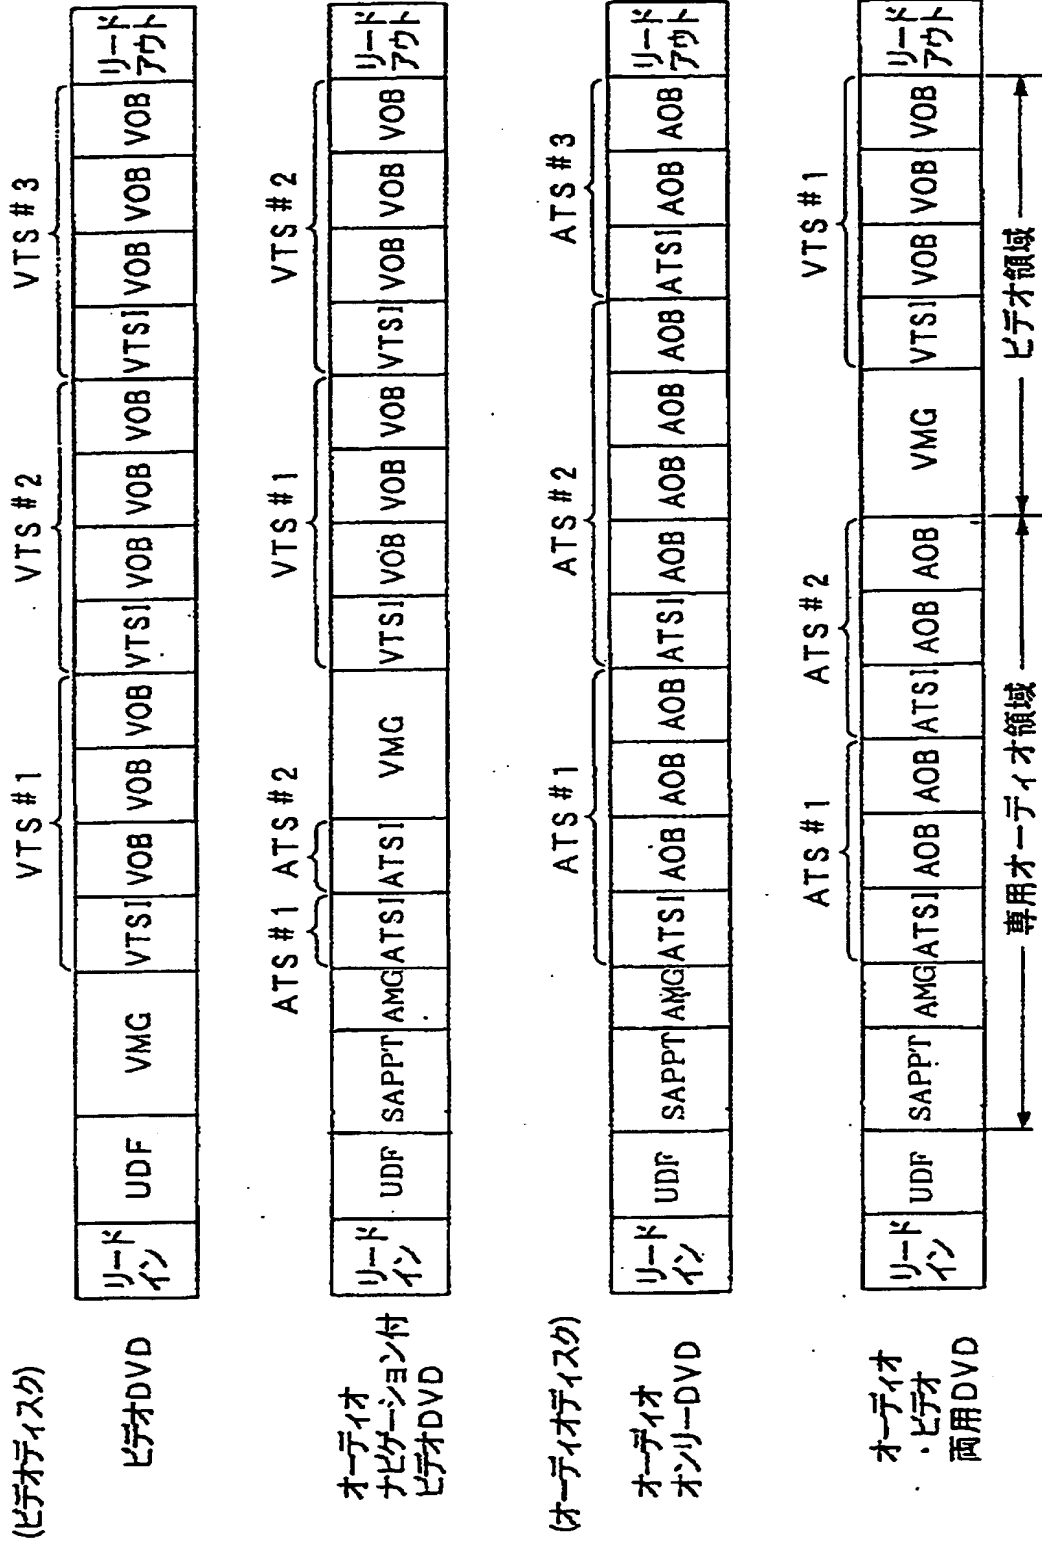 (ビデオディスク)
VTS#1
VTS#2
VTS#3
ビデオDVD
リード
イン
UDF
VMG
VTSI
VOB
VOB
VOB
VTSI
VOB
VOB
VOB
VTSI
VOB
VOB
VOB
リード
アウト
ATS#1
ATS#2
VTS#1
VTS#2
オーディオ
ナビゲーション付
ビデオDVD
リード
イン
UDF
SAPPT
AMG
ATSI
ATSI
VMG
VTSI
VOB
VOB
VOB
VTSI
VOB
VOB
VOB
リード
アウト
(オーディオディスク)
ATS#1
ATS#2
ATS#3
オーディオ
オンリーDVD
リード
イン
UDF
SAPPT
AMG
ATSI
AOB
AOB
AOB
ATSI
AOB
AOB
AOB
AOB
ATSI
AOB
AOB
リード
アウト
ATS#1
ATS#2
VTS#1
オーディオ
・ビデオ
両用DVD
リード
イン
UDF
SAPPT
AMG
ATSI
AOB
AOB
ATSI
AOB
AOB
VMG
VTSI
VOB
VOB
VOB
リード
アウト
専用オーディオ領域
ビデオ領域